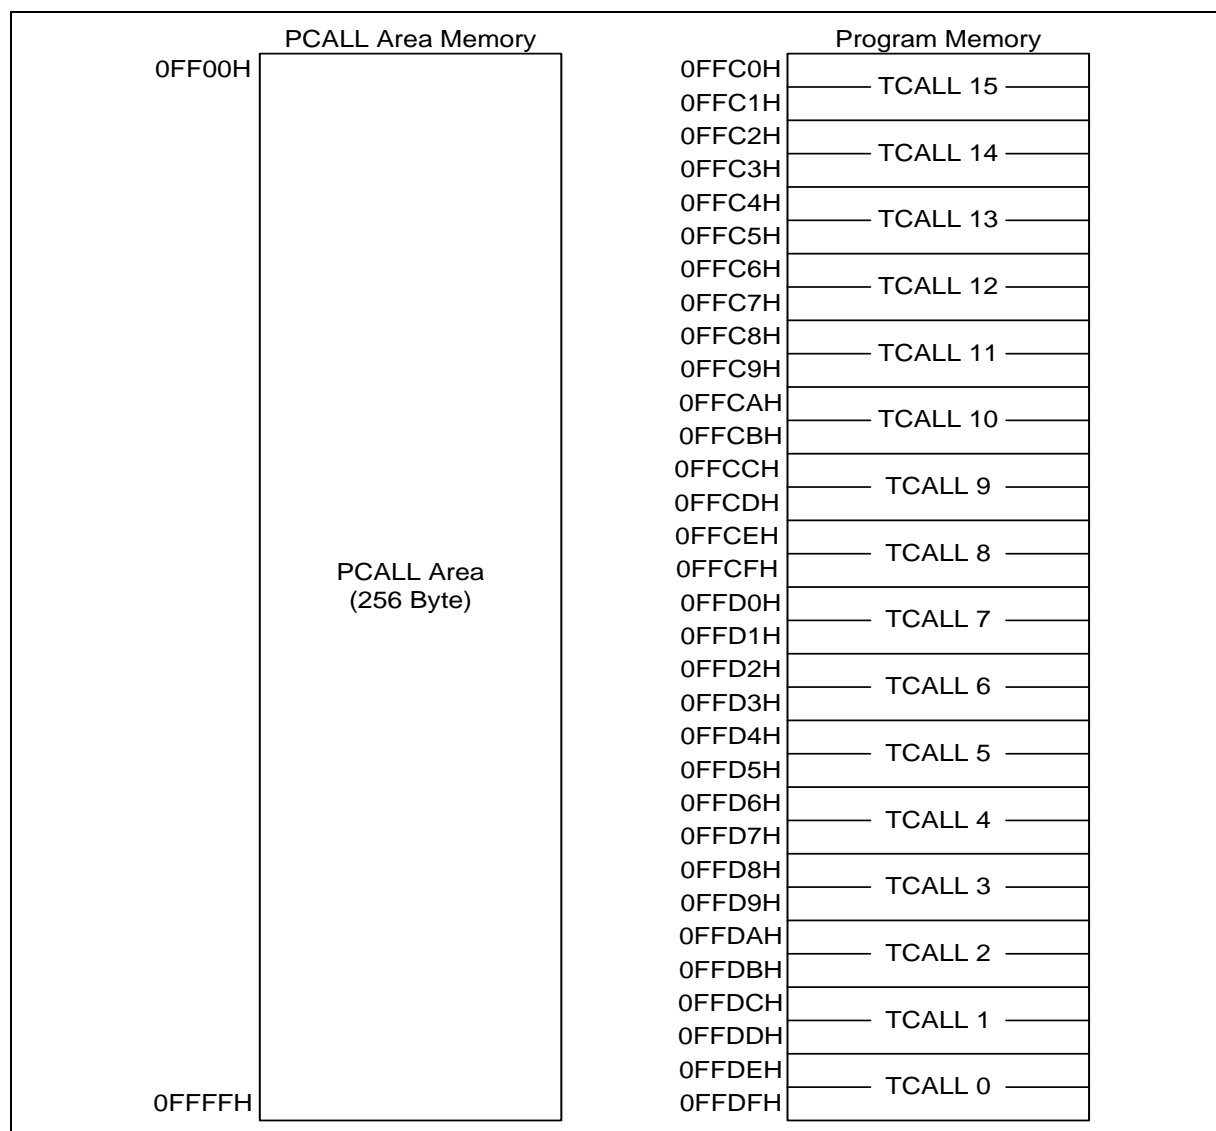 PCALL Area Memory
0FF00H
PCALL Area
(256 Byte)
0FFFFH
Program Memory
0FFC0H
TCALL 15
0FFC1H
0FFC2H
TCALL 14
0FFC3H
0FFC4H
TCALL 13
0FFC5H
0FFC6H
TCALL 12
0FFC7H
0FFC8H
TCALL 11
0FFC9H
0FFCAH
TCALL 10
0FFCBH
0FFCCH
TCALL 9
0FFCDH
0FFCEH
TCALL 8
0FFCFH
0FFD0H
TCALL 7
0FFD1H
0FFD2H
TCALL 6
0FFD3H
0FFD4H
TCALL 5
0FFD5H
0FFD6H
TCALL 4
0FFD7H
0FFD8H
TCALL 3
0FFD9H
0FFDAH
TCALL 2
0FFDBH
0FFDCH
TCALL 1
0FFDDH
0FFDEH
TCALL 0
0FFDFH